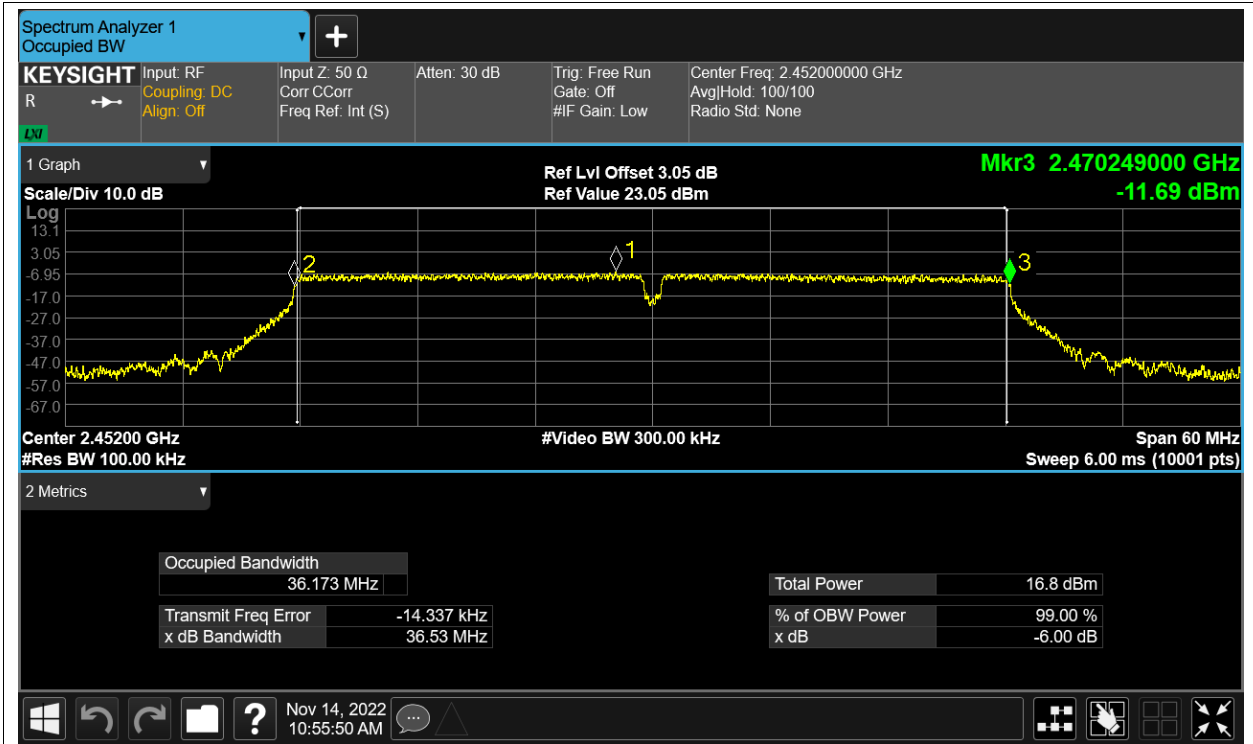 Spectrum Analyzer 1
Occupied BW
KEYSIGHT
R
LXI
Input: RF
Coupling: DC
Align: Off
Input Z: 50 Ω
Corr CCorr
Freq Ref: Int (S)
Atten: 30 dB
Trig: Free Run
Gate: Off
#IF Gain: Low
Center Freq: 2.452000000 GHz
Avg|Hold: 100/100
Radio Std: None
1 Graph
Scale/Div 10.0 dB
Ref Lvl Offset 3.05 dB
Ref Value 23.05 dBm
Mkr3 2.470249000 GHz
-11.69 dBm
Log
13.1
3.05
-6.95
-17.0
-27.0
-37.0
-47.0
-57.0
-67.0
2
1
3
Center 2.45200 GHz
#Video BW 300.00 kHz
Span 60 MHz
#Res BW 100.00 kHz
Sweep 6.00 ms (10001 pts)
2 Metrics
Occupied Bandwidth
36.173 MHz
Transmit Freq Error -14.337 kHz
x dB Bandwidth 36.53 MHz
Total Power 16.8 dBm
% of OBW Power 99.00 %
x dB -6.00 dB
?
Nov 14, 2022
10:55:50 AM